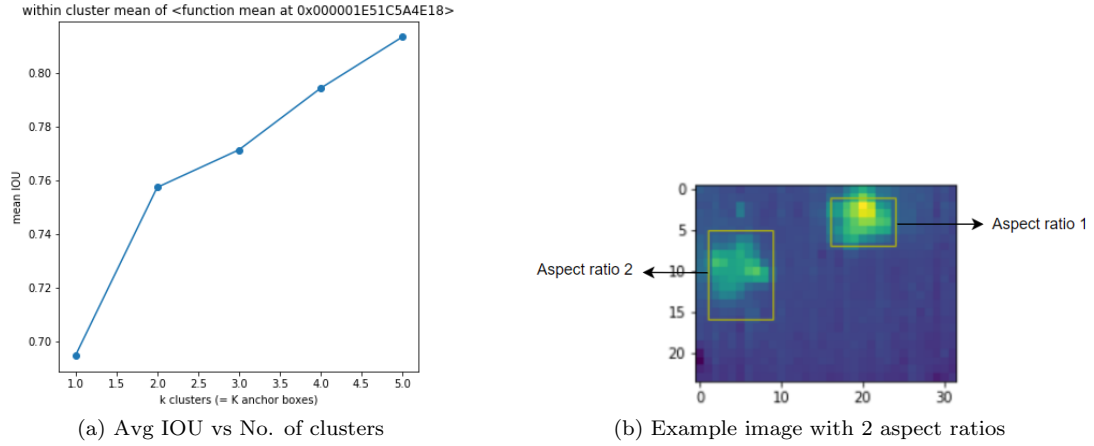 within cluster mean of <function mean at 0x000001E51C5A4E18>
0.80
0.78
0.76
0.74
0.72
0.70
mean IOU
1.0 1.5 2.0 2.5 3.0 3.5 4.0 4.5 5.0
k clusters (= K anchor boxes)
(a) Avg IOU vs No. of clusters
0
5
10
15
20
0 10 20 30
Aspect ratio 1
Aspect ratio 2
(b) Example image with 2 aspect ratios